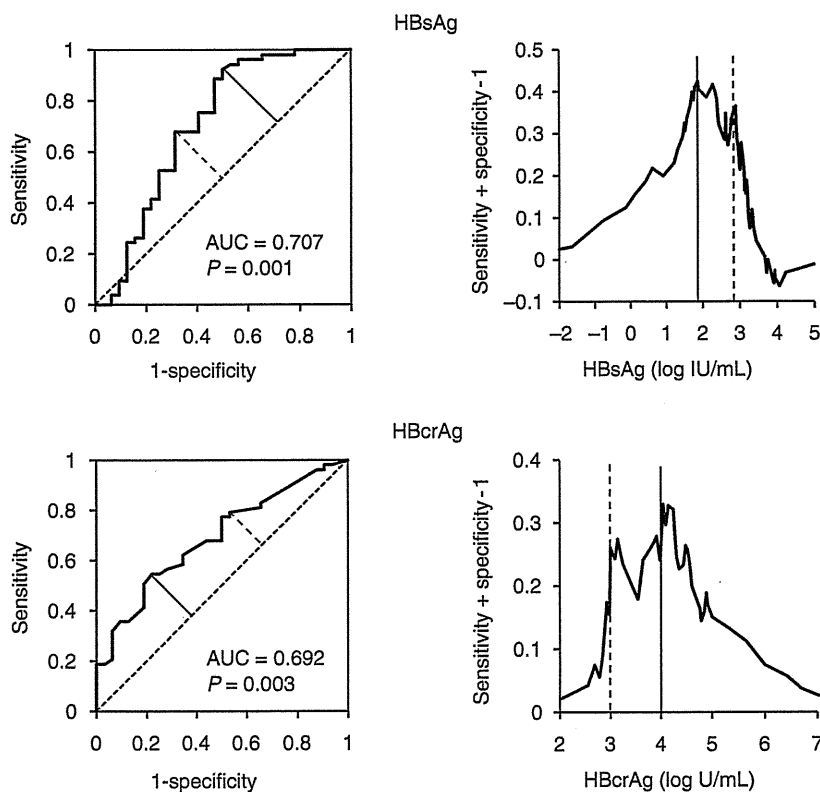 HBsAg
1
0.8
0.6
0.4
0.2
0
Sensitivity
AUC = 0.707
P = 0.001
0 0.2 0.4 0.6 0.8 1
1-specificity
0.5
0.4
0.3
0.2
0.1
0
−0.1
Sensitivity + specificity-1
−2 −1 0 1 2 3 4 5
HBsAg (log IU/mL)
HBcrAg
1
0.8
0.6
0.4
0.2
0
Sensitivity
AUC = 0.692
P = 0.003
0 0.2 0.4 0.6 0.8 1
1-specificity
0.4
0.3
0.2
0.1
0
Sensitivity + specificity-1
2 3 4 5 6 7
HBcrAg (log U/mL)